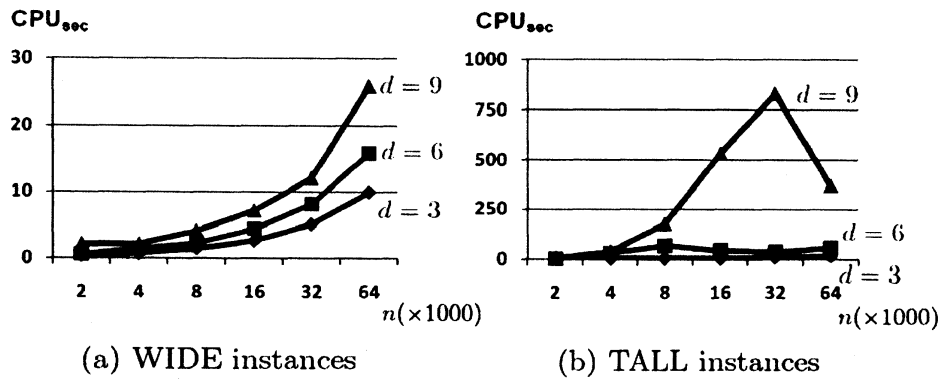 CPUsec
30
20
10
0
d = 9
d = 6
d = 3
2 4 8 16 32 64
n(×1000)
(a) WIDE instances
CPUsec
1000
750
500
250
0
d = 9
d = 6
d = 3
2 4 8 16 32 64
n(×1000)
(b) TALL instances